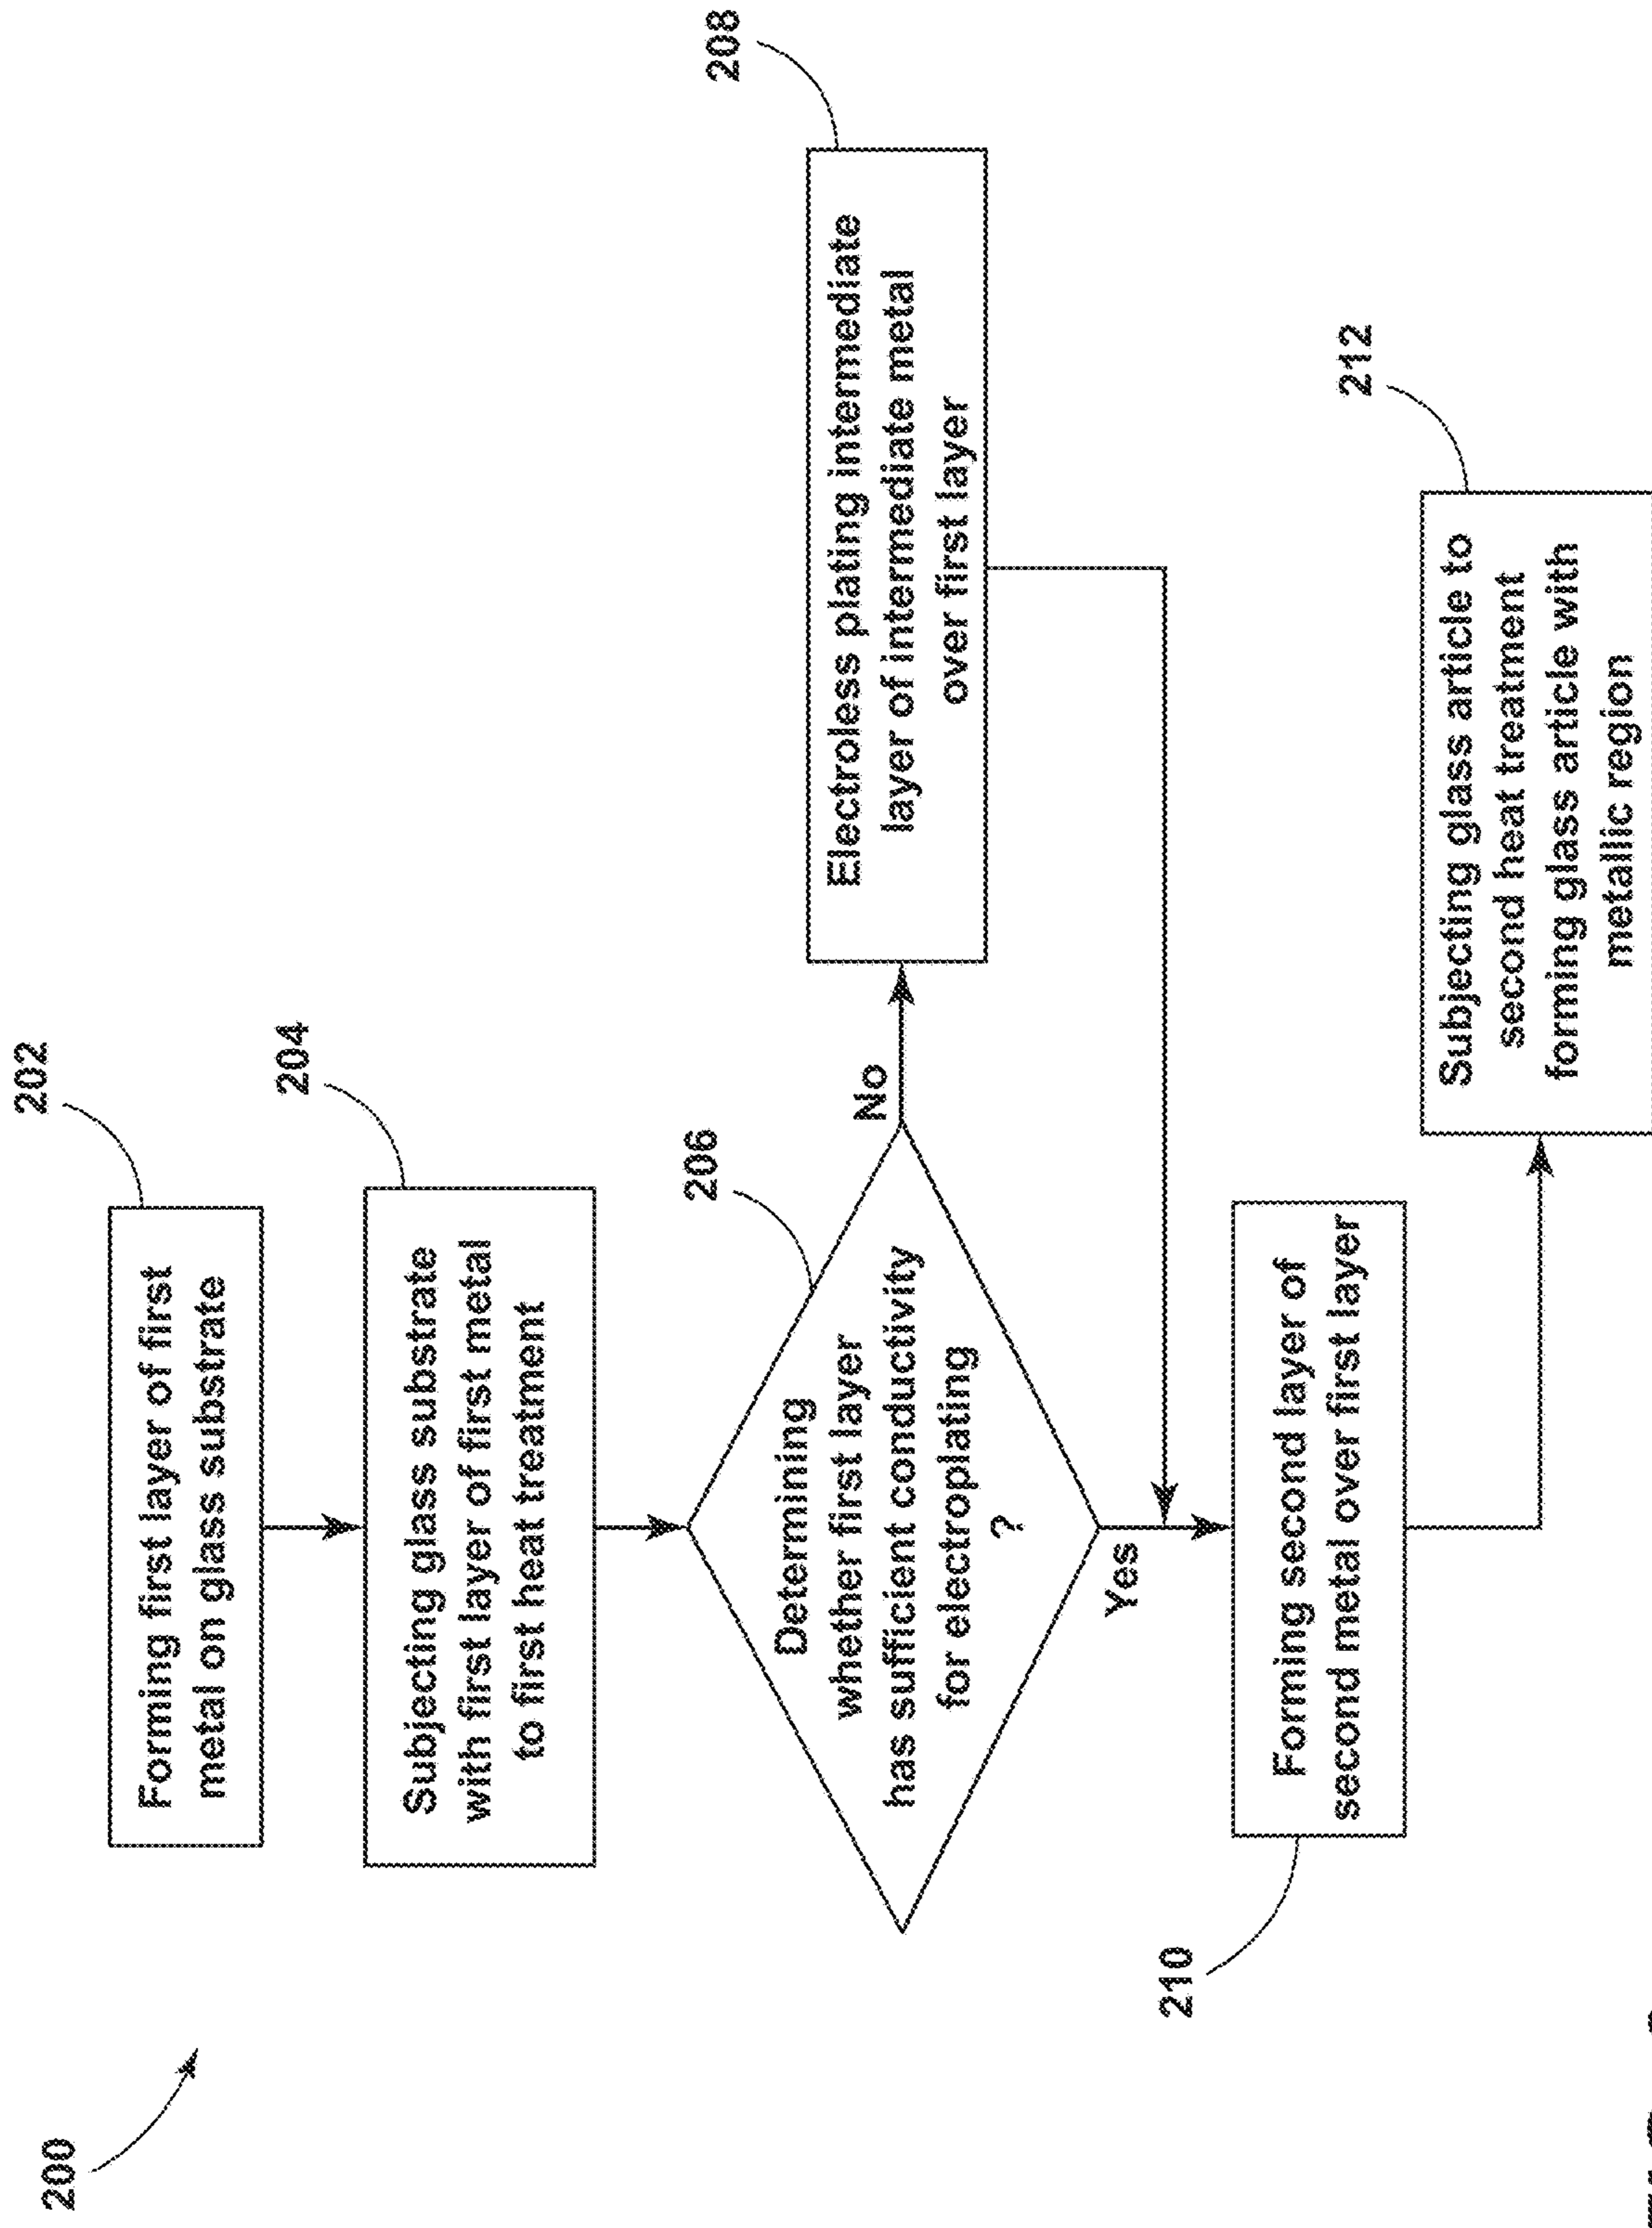 200
202
Forming first layer of first
metal on glass substrate
204
Subjecting glass substrate
with first layer of first metal
to first heat treatment
206
Determining
whether first layer
has sufficient conductivity
for electroplating
?
No
208
Electroless plating intermediate
layer of intermediate metal
over first layer
Yes
210
Forming second layer of
second metal over first layer
212
Subjecting glass article to
second heat treatment
forming glass article with
metallic region